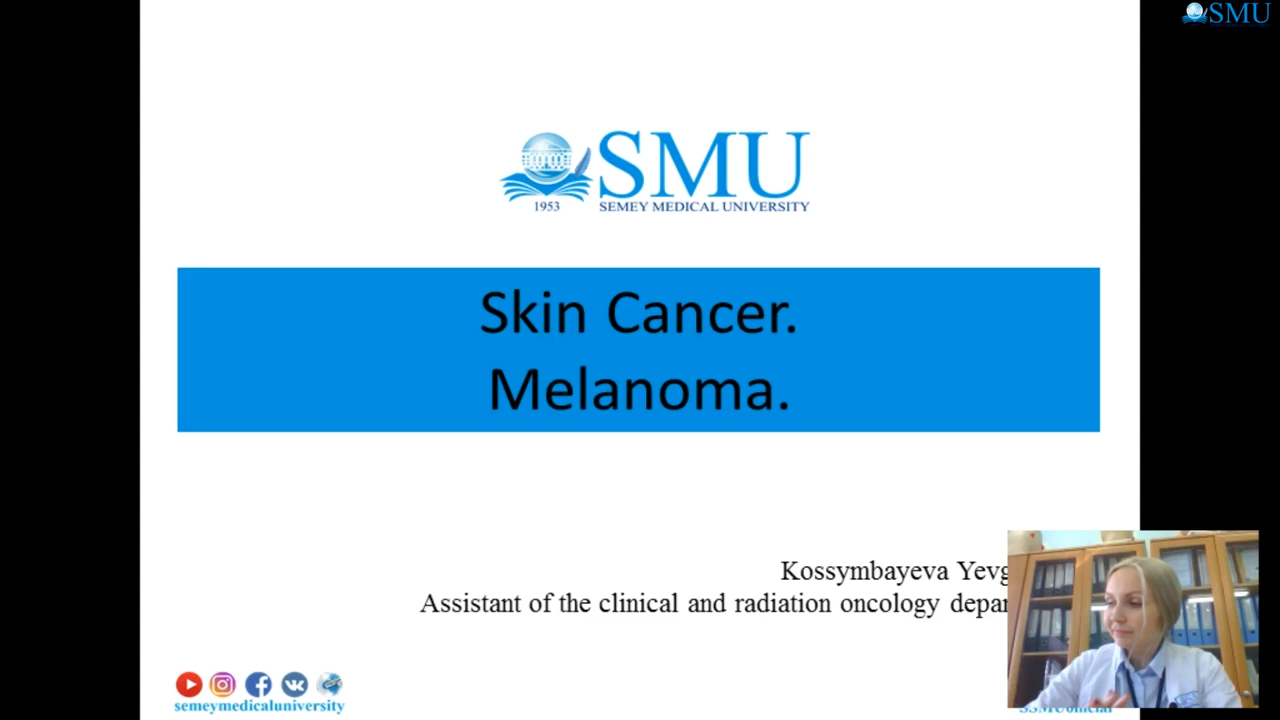 SMU
SMU
1953
SEMEY MEDICAL UNIVERSITY
Skin Cancer.
Melanoma.
Kossymbayeva
Assistant of the clinical and radiation oncology
semeymedicaluniversity